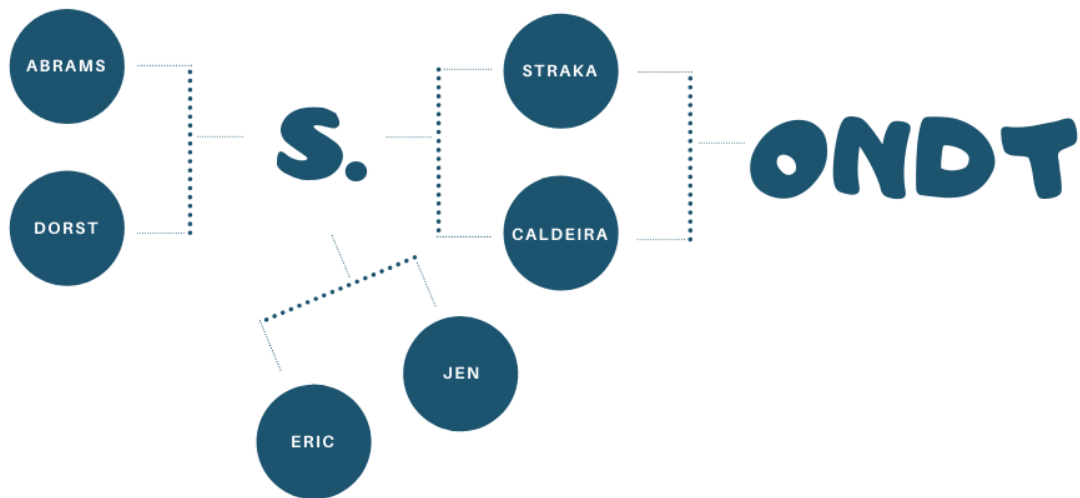 ABRAMS
DORST
S.
STRAKA
CALDEIRA
ONDT
JEN
ERIC